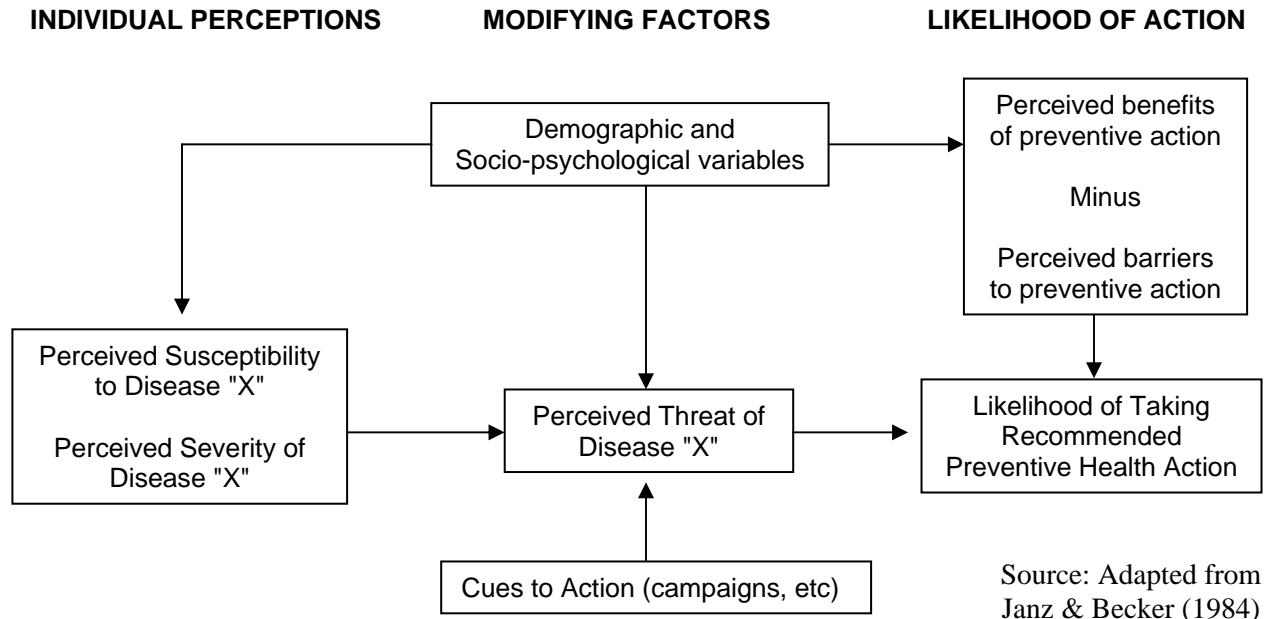 INDIVIDUAL PERCEPTIONS
MODIFYING FACTORS
LIKELIHOOD OF ACTION
Demographic and
Socio-psychological variables
Perceived benefits
of preventive action
Minus
Perceived barriers
to preventive action
Perceived Susceptibility
to Disease "X"
Perceived Severity of
Disease "X"
Perceived Threat of
Disease "X"
Likelihood of Taking
Recommended
Preventive Health Action
Cues to Action (campaigns, etc)
Source: Adapted from
Janz & Becker (1984)